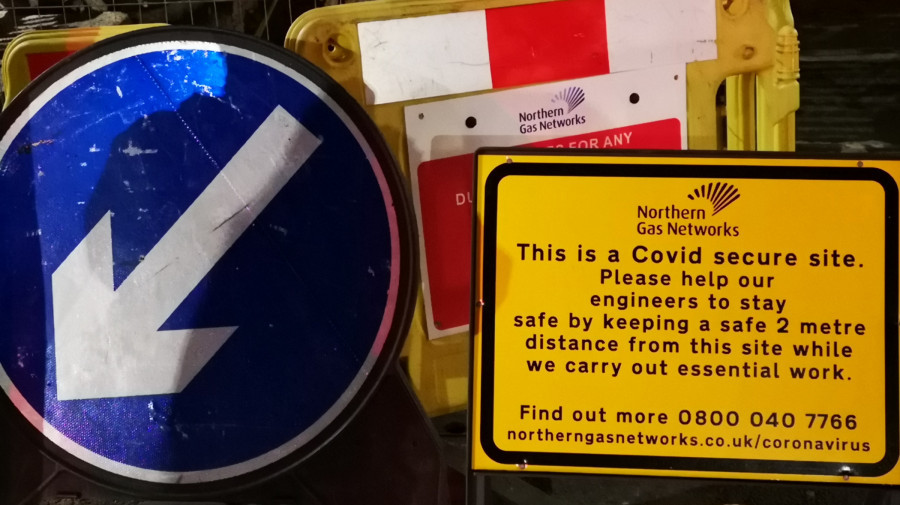 Northern
Gas Networks
FOR ANY
Northern
Gas Networks
This is a Covid secure site.
Please help our
engineers to stay
safe by keeping a safe 2 metre
distance from this site while
we carry out essential work.
Find out more 0800 040 7766
northerngasnetworks.co.uk/coronavirus